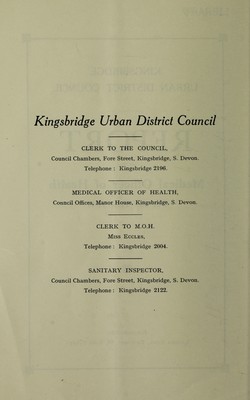 Kingsbridge Urban District Council
CLERK TO THE COUNCIL,
Council Chambers, Fore Street, Kingsbridge, S. Devon.
Telephone : Kingsbridge 2196.
MEDICAL OFFICER OF HEALTH,
Council Offices, Manor House, Kingsbridge, S. Devon.
CLERK TO M.O.H.
Miss Eccles,
Telephone : Kingsbridge 2004.
SANITARY INSPECTOR,
Council Chambers, Fore Street, Kingsbridge, S. Devon.
Telephone : Kingsbridge 2122.